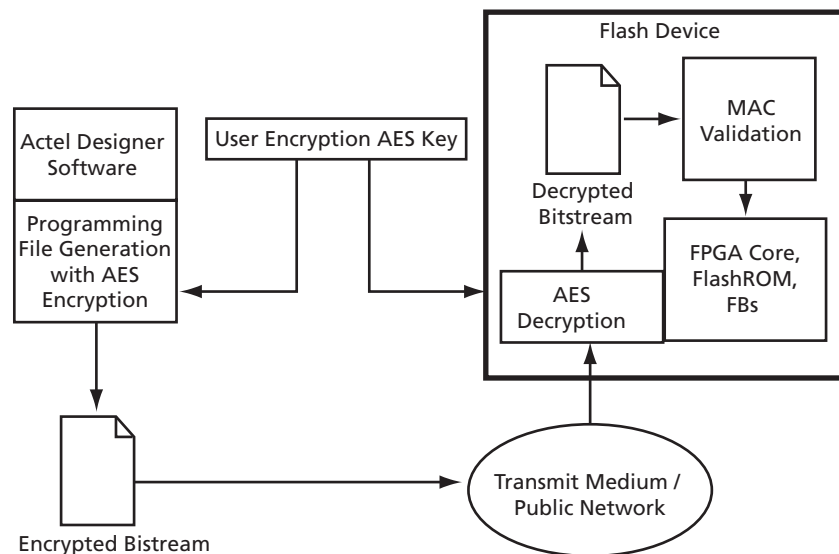 Flash Device
MAC
Validation
Actel Designer
Software
User Encryption AES Key
Decrypted
Bitstream
Programming
File Generation
with AES
Encryption
FPGA Core,
FlashROM,
FBs
AES
Decryption
Transmit Medium /
Public Network
Encrypted Bistream